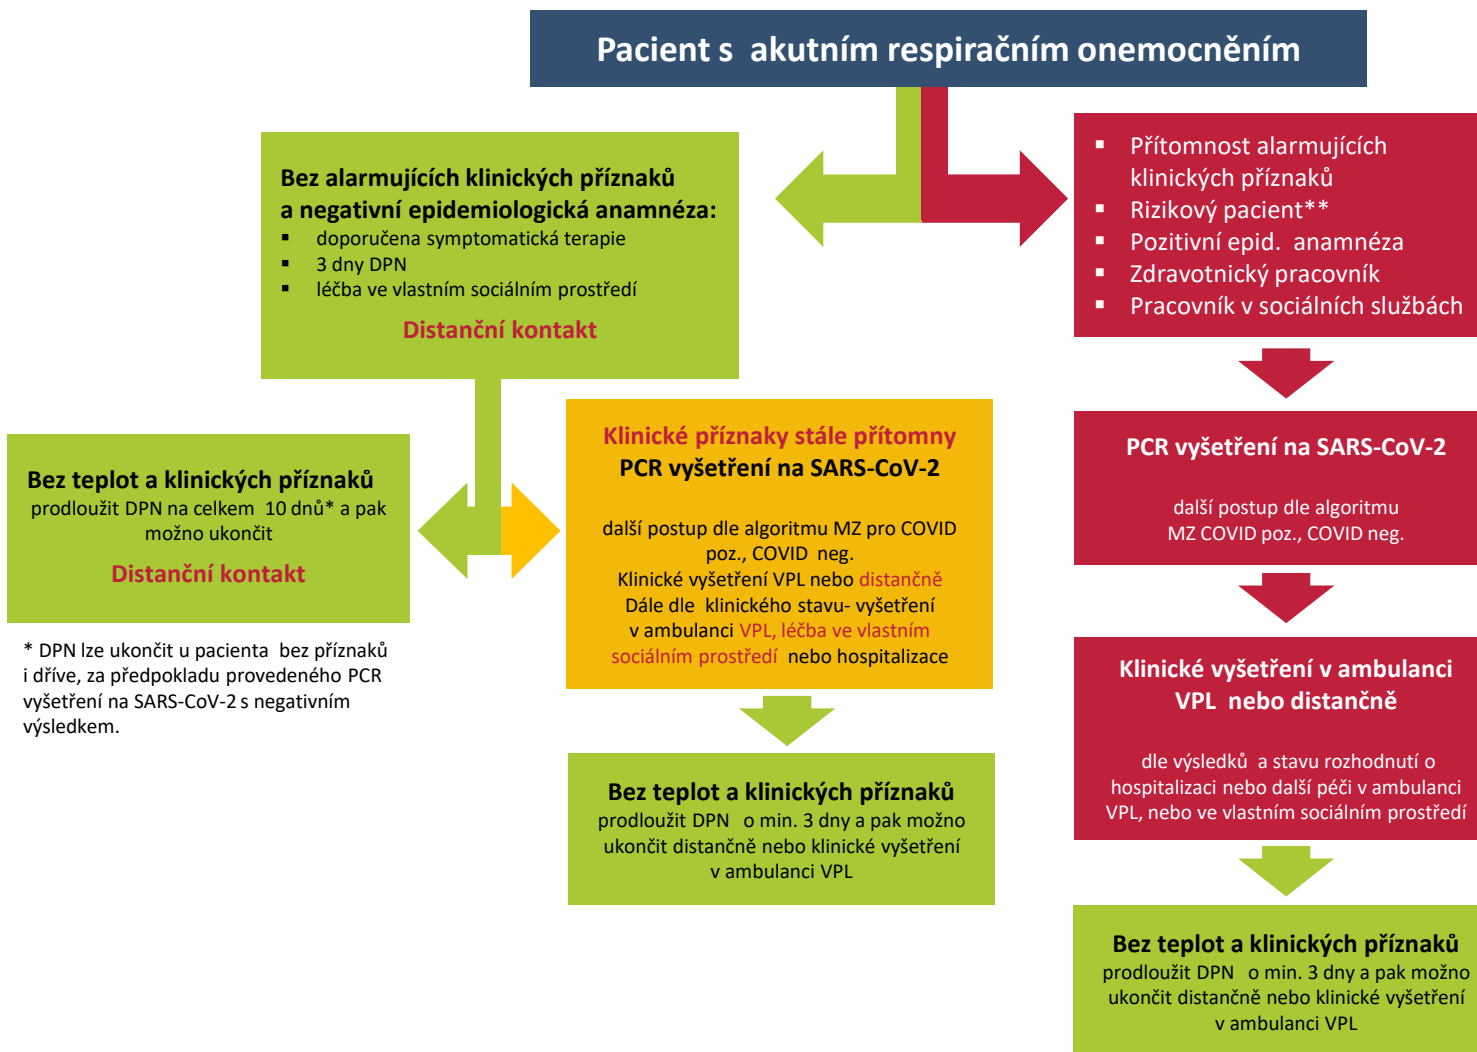 Pacient s akutním respiračním onemocněním
Bez alarmujících klinických příznaků
a negativní epidemiologická anamnéza:
▪ doporučena symptomatická terapie
▪ 3 dny DPN
▪ léčba ve vlastním sociálním prostředí
Distanční kontakt
▪ Přítomnost alarmujících
klinických příznaků
▪ Rizikový pacient**
▪ Pozitivní epid. anamnéza
▪ Zdravotnický pracovník
▪ Pracovník v sociálních službách
Bez teplot a klinických příznaků
prodloužit DPN na celkem 10 dnů* a pak
možno ukončit
Distanční kontakt
* DPN lze ukončit u pacienta bez příznaků
i dříve, za předpokladu provedeného PCR
vyšetření na SARS-CoV-2 s negativním
výsledkem.
Klinické příznaky stále přítomny
PCR vyšetření na SARS-CoV-2
další postup dle algoritmu MZ pro COVID
poz., COVID neg.
Klinické vyšetření VPL nebo distančně
Dále dle klinického stavu- vyšetření
v ambulanci VPL, léčba ve vlastním
sociálním prostředí nebo hospitalizace
Bez teplot a klinických příznaků
prodloužit DPN o min. 3 dny a pak možno
ukončit distančně nebo klinické vyšetření
v ambulanci VPL
PCR vyšetření na SARS-CoV-2
další postup dle algoritmu
MZ COVID poz., COVID neg.
Klinické vyšetření v ambulanci
VPL nebo distančně
dle výsledků a stavu rozhodnutí o
hospitalizaci nebo další péči v ambulanci
VPL, nebo ve vlastním sociálním prostředí
Bez teplot a klinických příznaků
prodloužit DPN o min. 3 dny a pak možno
ukončit distančně nebo klinické vyšetření
v ambulanci VPL